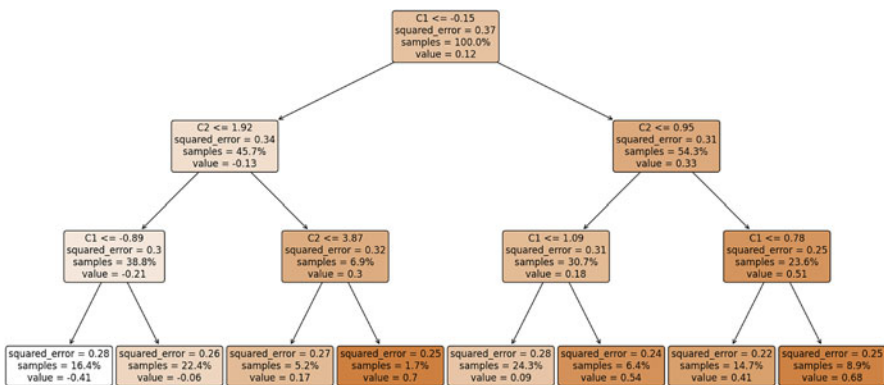 C1 <= -0.15
squared_error = 0.37
samples = 100.0%
value = 0.12
C2 <= 1.92
squared_error = 0.34
samples = 45.7%
value = -0.13
C2 <= 0.95
squared_error = 0.31
samples = 54.3%
value = 0.33
C1 <= -0.89
squared_error = 0.3
samples = 38.8%
value = -0.21
C2 <= 3.87
squared_error = 0.32
samples = 6.9%
value = 0.3
C1 <= 1.09
squared_error = 0.31
samples = 30.7%
value = 0.18
C1 <= 0.78
squared_error = 0.25
samples = 23.6%
value = 0.51
squared_error = 0.28
samples = 16.4%
value = -0.41
squared_error = 0.26
samples = 22.4%
value = -0.06
squared_error = 0.27
samples = 5.2%
value = 0.17
squared_error = 0.25
samples = 1.7%
value = 0.7
squared_error = 0.28
samples = 24.3%
value = 0.09
squared_error = 0.24
samples = 6.4%
value = 0.54
squared_error = 0.22
samples = 14.7%
value = 0.41
squared_error = 0.25
samples = 8.9%
value = 0.68